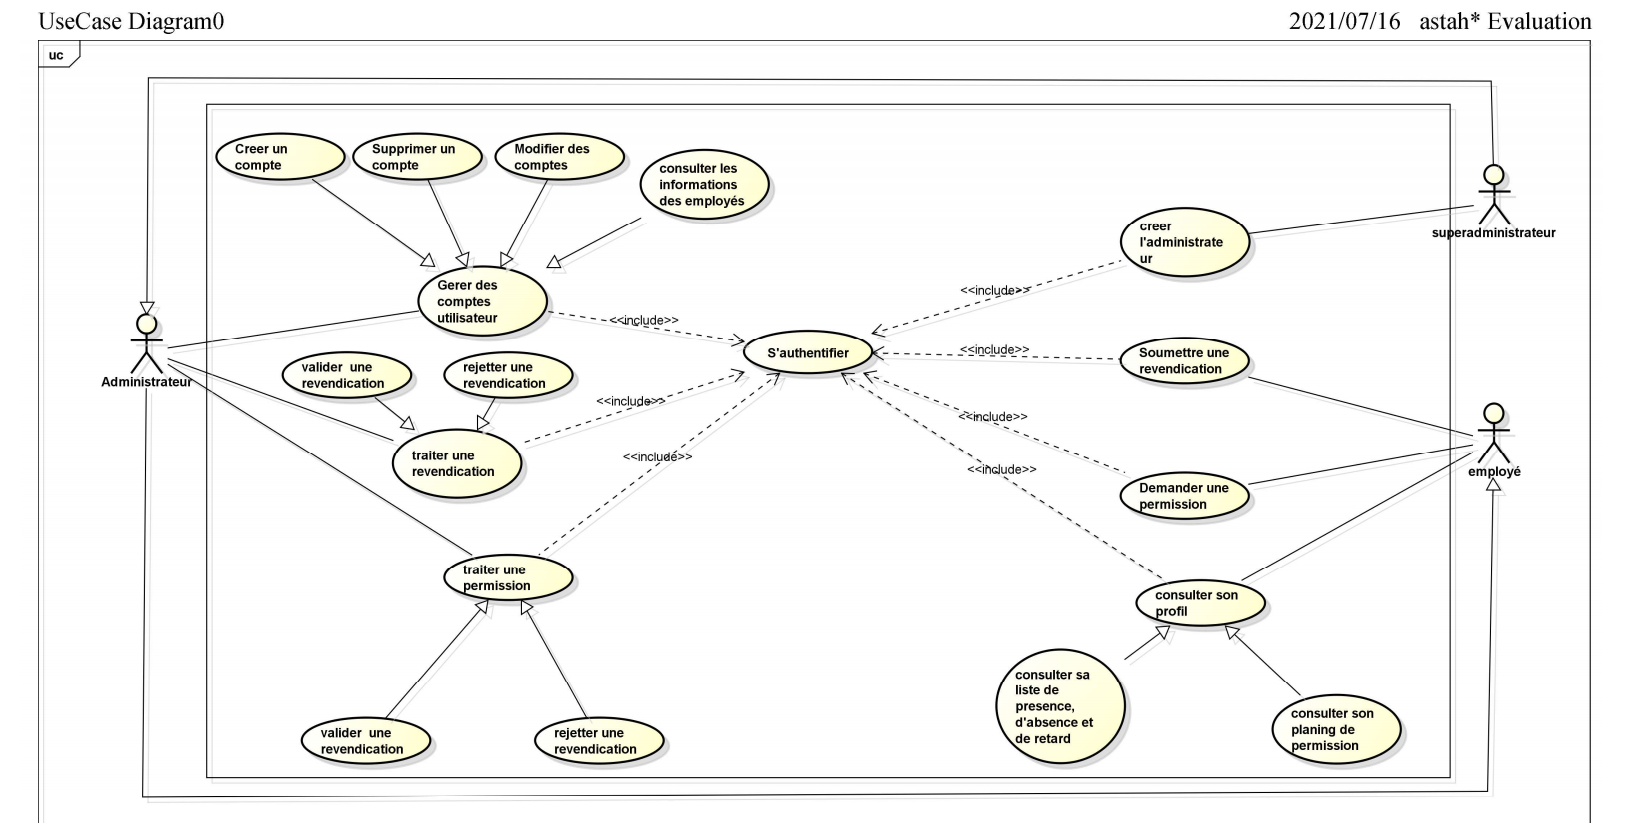 UseCase Diagram0
2021/07/16 astah* Evaluation
uc
Creer un
compte
Supprimer un
compte
Modifier des
comptes
consulter les
informations
des employés
creer
l'administrate
ur
superadministrateur
Gerer des
comptes
utilisateur
<<include>>
<<include>>
Administrateur
S'authentifier
<<include>>
Soumettre une
revendication
valider une
revendication
rejetter une
revendication
<<include>>
<<include>>
traiter une
revendication
<<include>>
<<include>>
employé
Demander une
permission
traiter une
permission
consulter son
profil
consulter sa
liste de
presence,
d'absence et
de retard
consulter son
planing de
permission
valider une
revendication
rejetter une
revendication